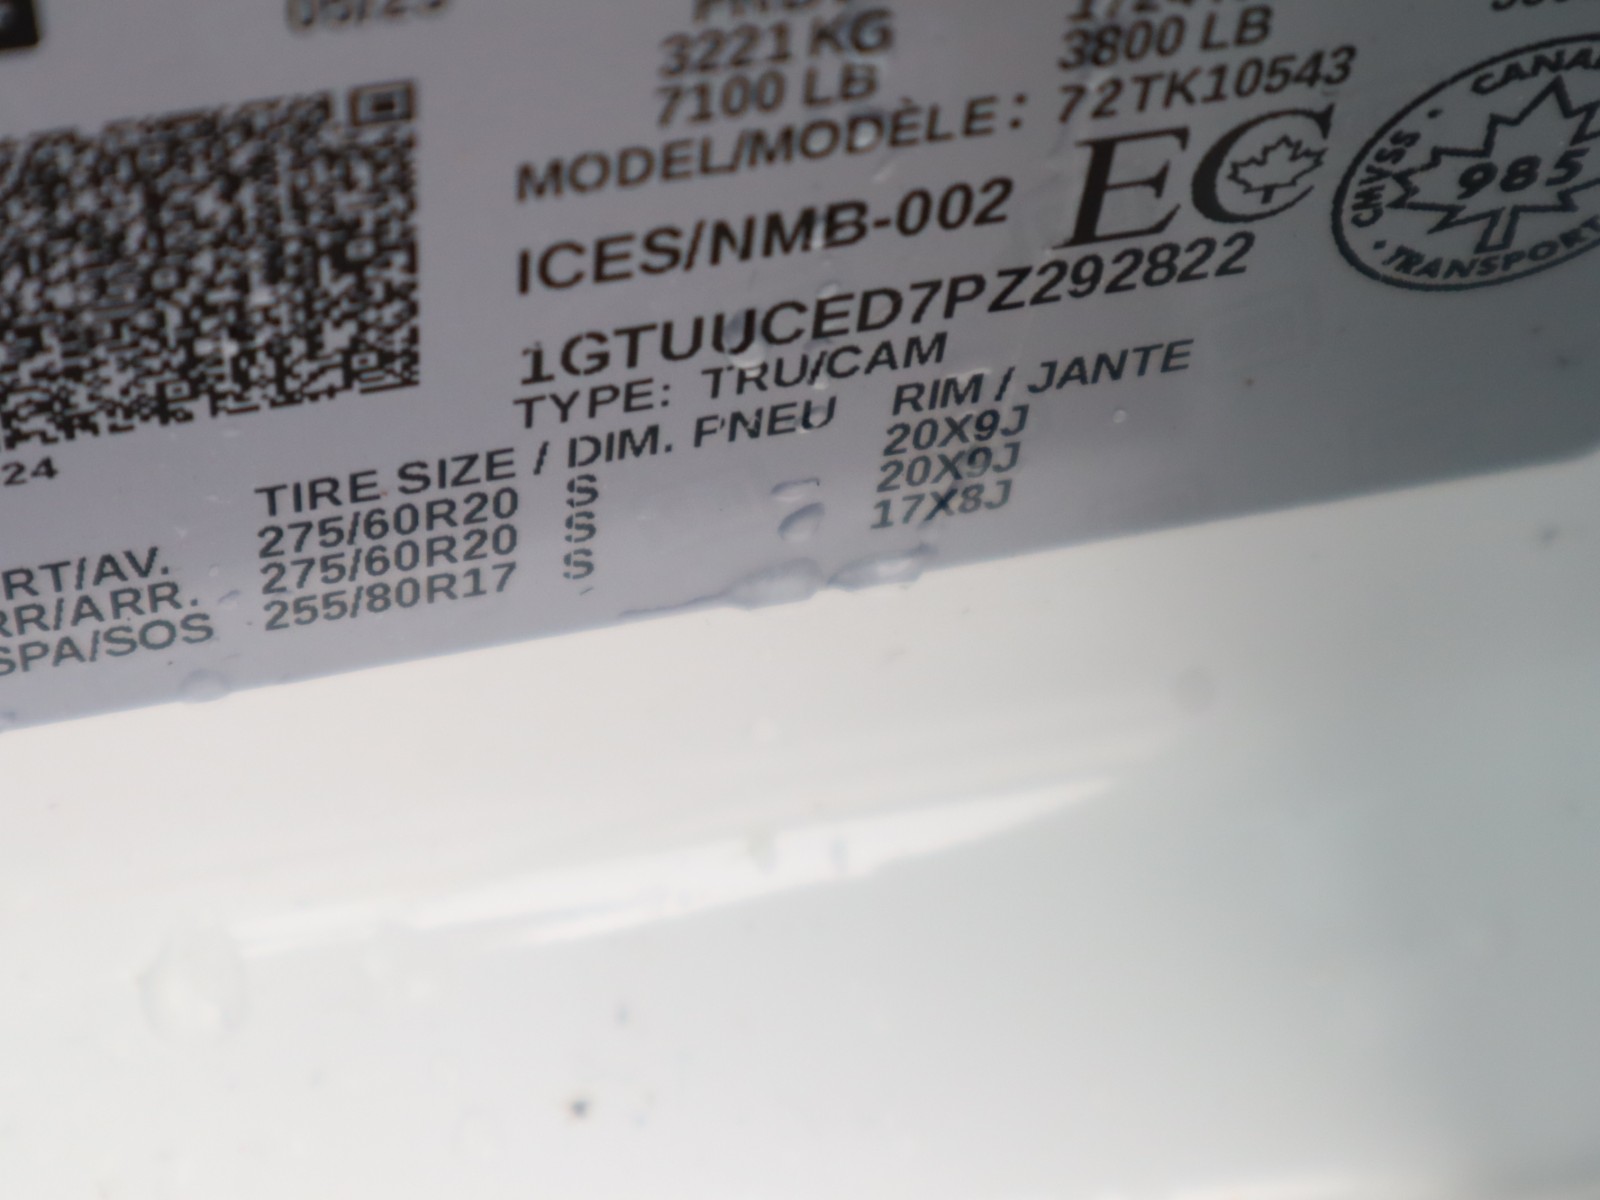 3221 KG 3800 LB
7100 LB
MODEL/MODÈLE: 72TK10543
ICES/NMB-002 EC
CANA
CMVSS 985
TRANSPORT
1GTUUCED7PZ292822
TYPE: TRU/CAM
TIRE SIZE / DIM. PNEU RIM / JANTE
RT/AV. 275/60R20 S 20X9J
RR/ARR. 275/60R20 S 20X9J
SPA/SOS 255/80R17 S 17X8J
24